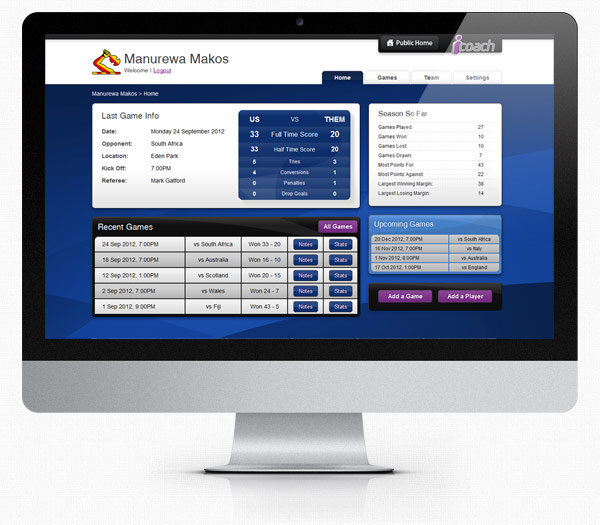 Public Home
iCoach
Manurewa Makos
Welcome | Logout
Home Games Team Settings
Manurewa Makos > Home
Last Game Info
Date: Monday 24 September 2012
Opponent: South Africa
Location: Eden Park
Kick Off: 7:00PM
Referee: Mark Gatford
US VS THEM
33 Full Time Score 20
33 Half Time Score 20
5 Tries 3
4 Conversions 1
0 Penalties 1
0 Drop Goals 0
Season So Far
Games Played: 27
Games Won: 10
Games Lost: 10
Games Drawn: 7
Most Points For: 43
Most Points Against: 22
Largest Winning Margin: 38
Largest Losing Margin: 14
Recent Games All Games
24 Sep 2012, 7:00PM vs South Africa Won 33 - 20 Notes Stats
18 Sep 2012, 7:00PM vs Australia Won 16 - 10 Notes Stats
12 Sep 2012, 1:00PM vs Scotland Won 20 - 15 Notes Stats
2 Sep 2012, 7:00PM vs Wales Won 24 - 7 Notes Stats
1 Sep 2012, 9:00PM vs Fiji Won 43 - 5 Notes Stats
Upcoming Games
20 Dec 2012, 7:00PM vs South Africa
18 Nov 2012, 7:00PM vs Italy
1 Nov 2012, 8:00PM vs Australia
17 Oct 2012, 1:00PM vs England
Add a Game Add a Player